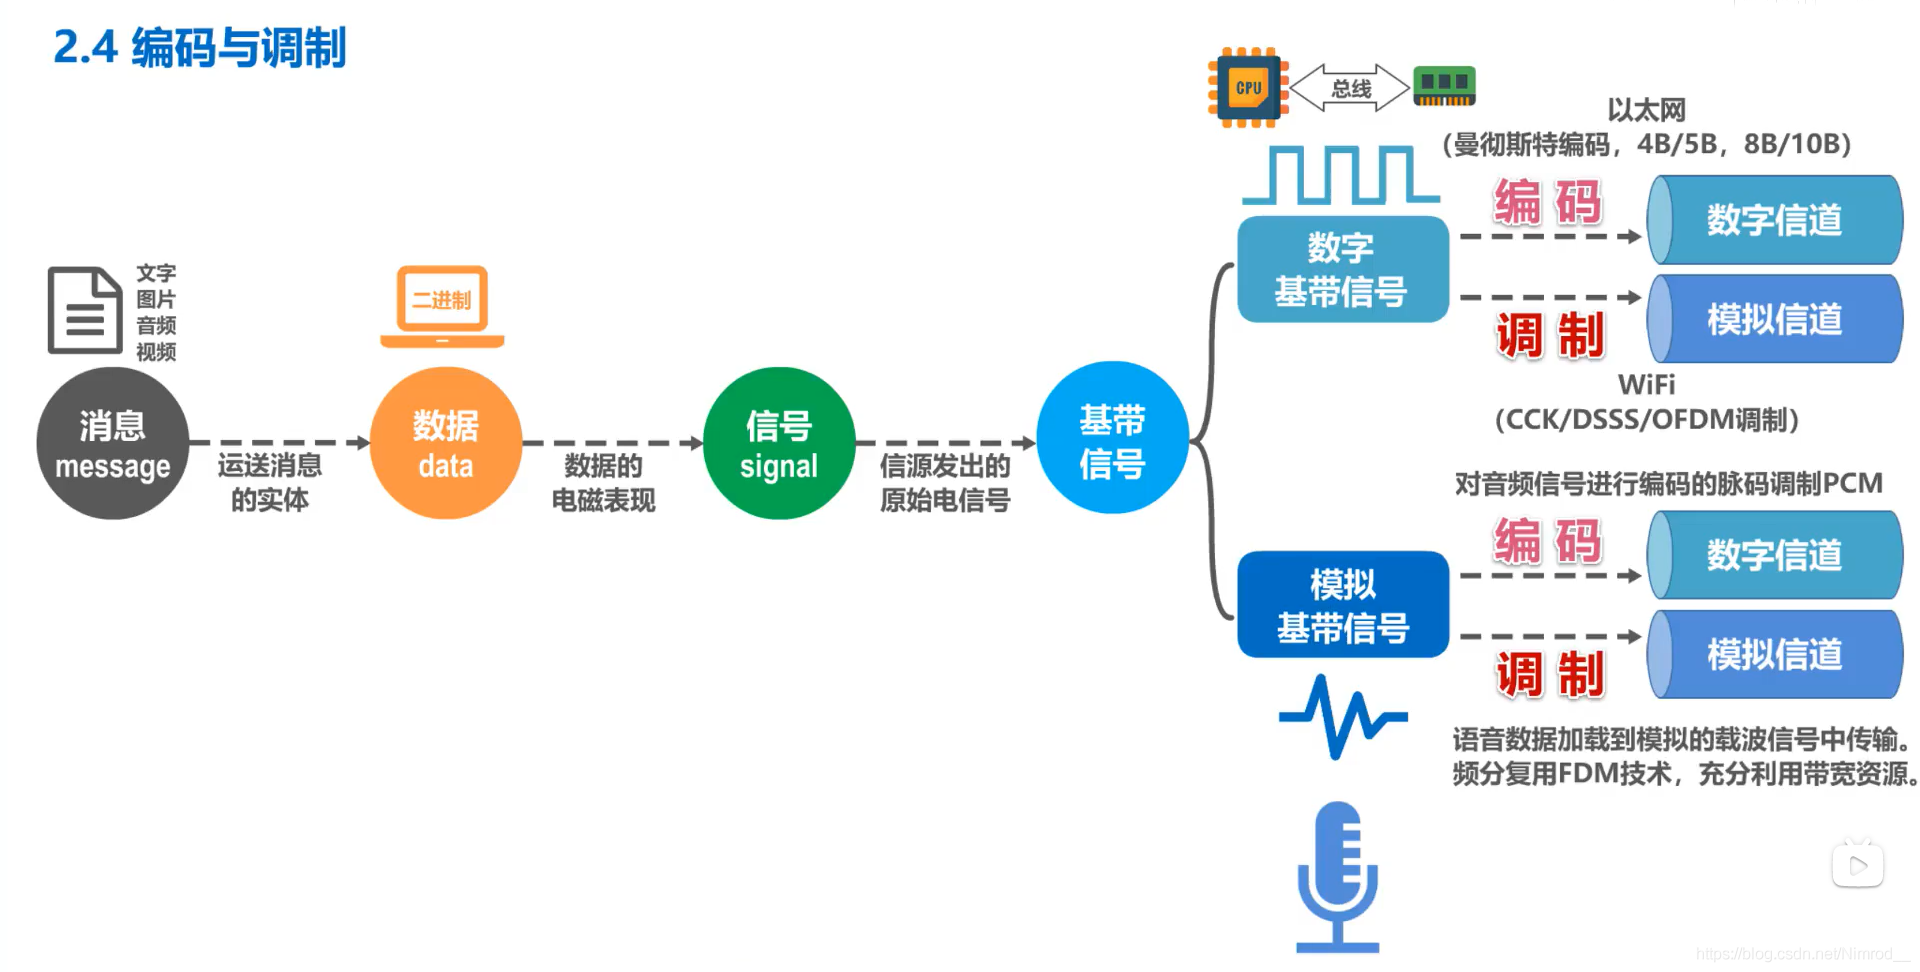 2.4 编码与调制
CPU
总线
以太网
（曼彻斯特编码，4B/5B，8B/10B）
编码
数字信道
数字
基带信号
调制
模拟信道
WiFi
（CCK/DSSS/OFDM调制）
文字
图片
音频
视频
二进制
消息
message
运送消息
的实体
数据
data
数据的
电磁表现
信号
signal
信源发出的
原始电信号
基带
信号
对音频信号进行编码的脉码调制PCM
编码
数字信道
模拟
基带信号
调制
模拟信道
语音数据加载到模拟的载波信号中传输。
频分复用FDM技术，充分利用带宽资源。
https://blog.csdn.net/Nimrod__